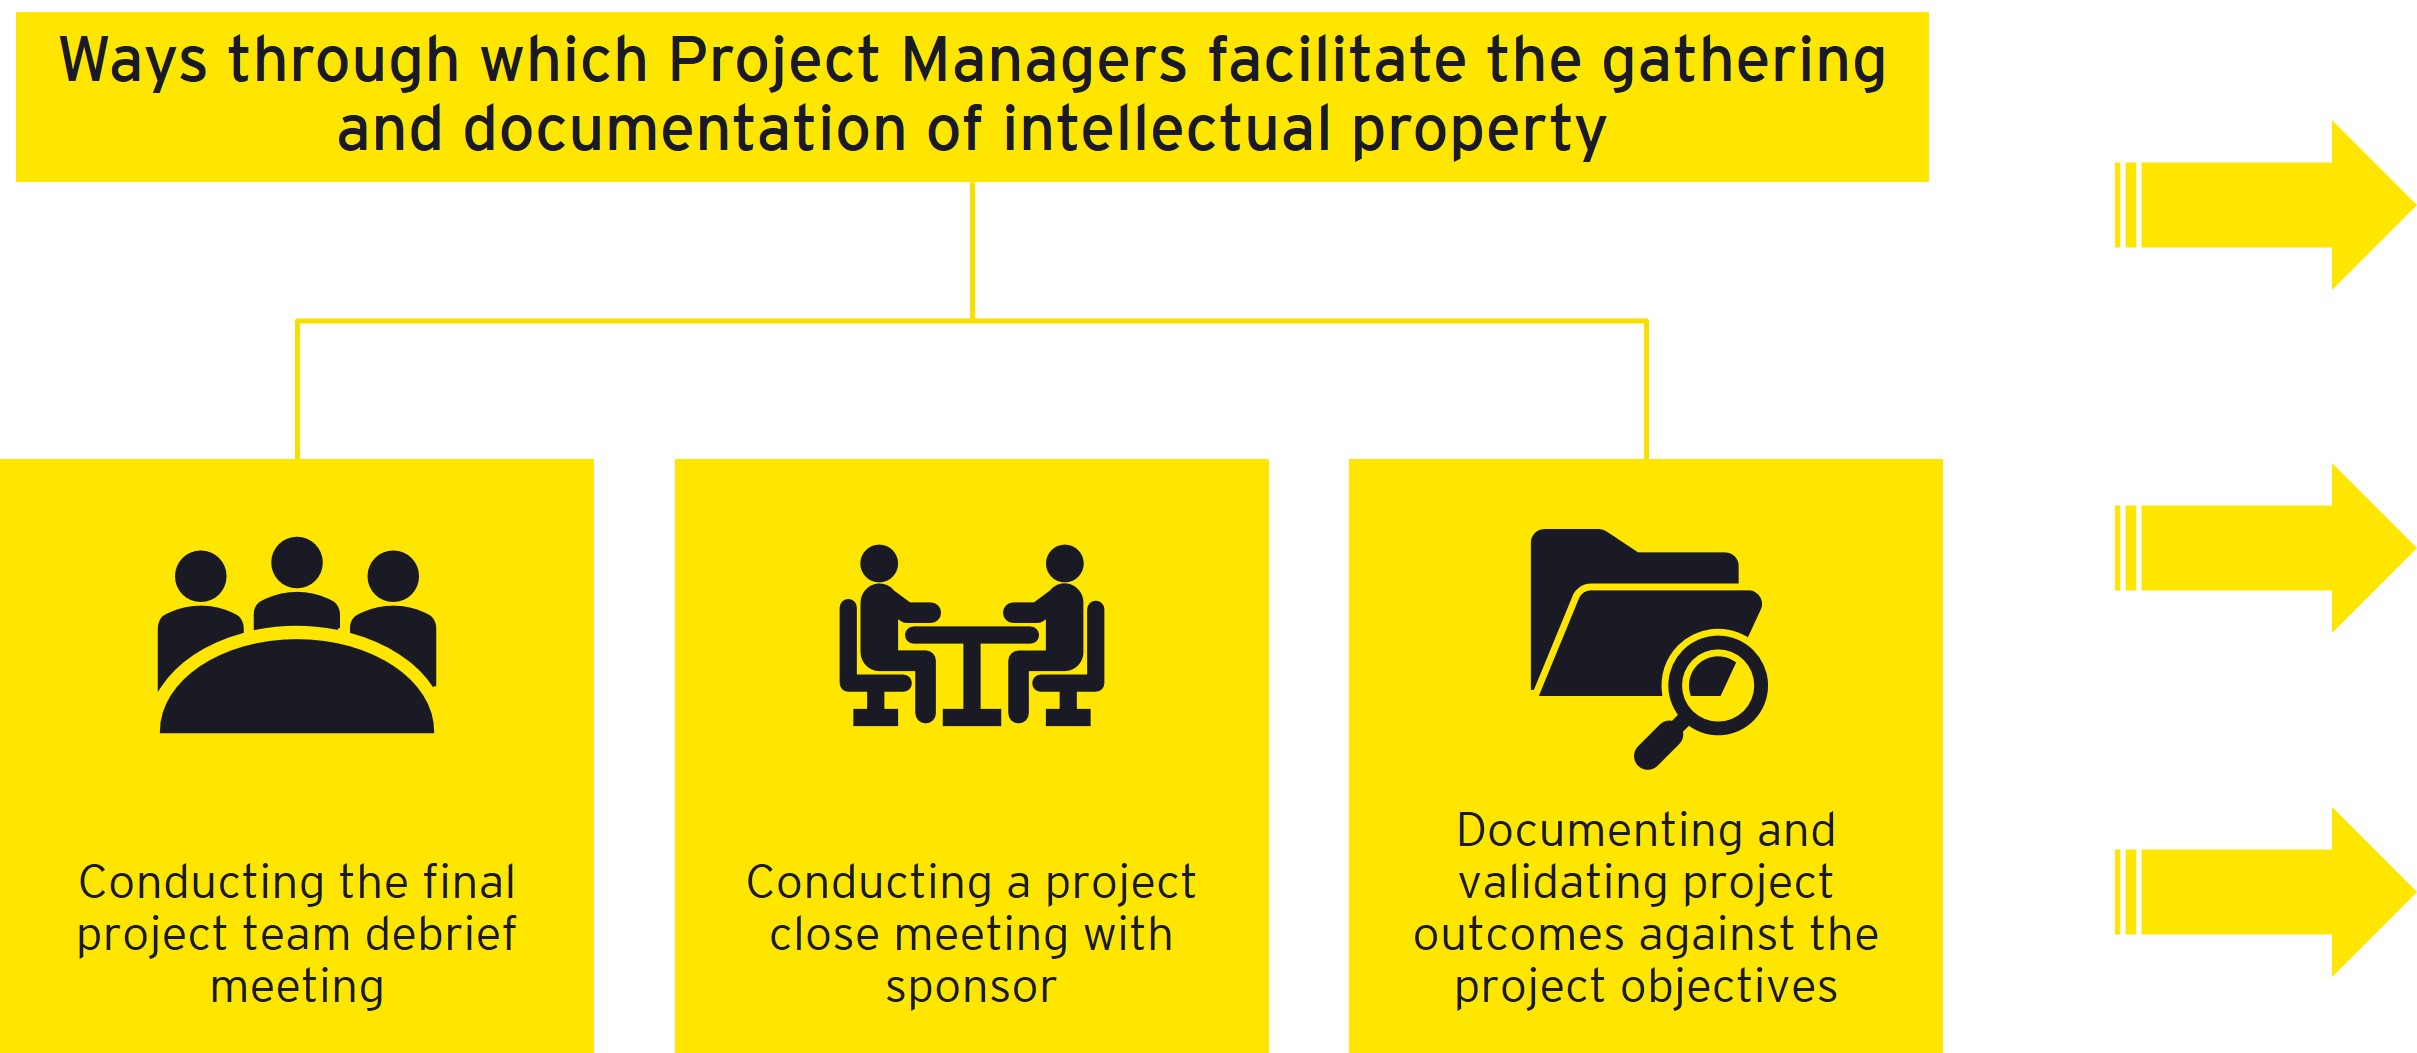 Ways through which Project Managers facilitate the gathering
and documentation of intellectual property
Conducting the final
project team debrief
meeting
Conducting a project
close meeting with
sponsor
Documenting and
validating project
outcomes against the
project objectives